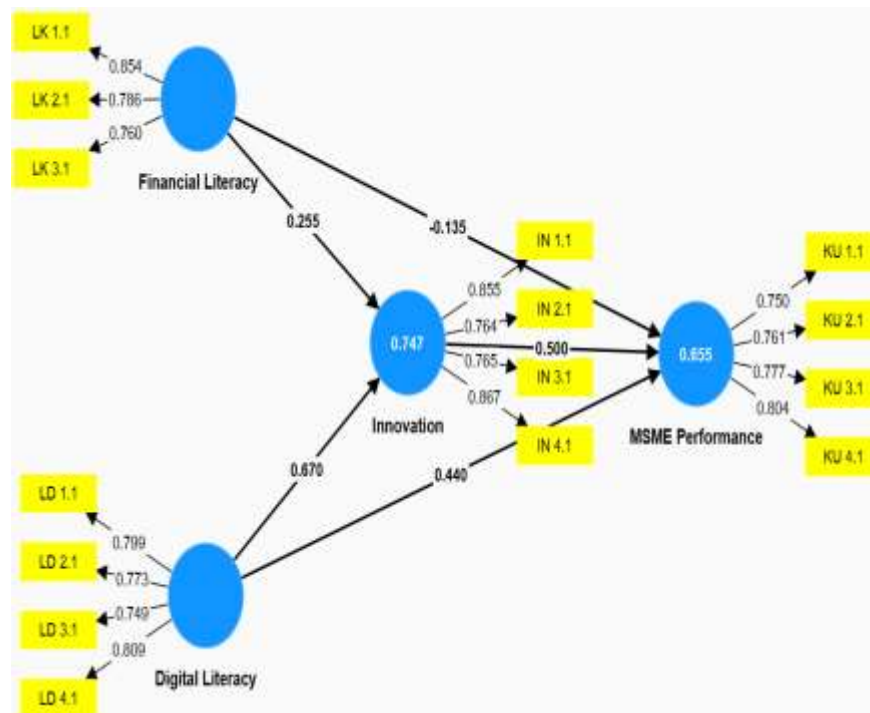 LK 1.1
0.854
LK 2.1
0.786
0.760
LK 3.1
Financial Literacy
0.255
-0.135
IN 1.1
0.855
IN 2.1
0.764
0.747
0.500
0.765
IN 3.1
0.867
Innovation
IN 4.1
KU 1.1
0.750
KU 2.1
0.761
0.655
0.777
KU 3.1
0.804
MSME Performance
KU 4.1
0.670
0.440
LD 1.1
0.799
LD 2.1
0.773
0.749
LD 3.1
0.809
Digital Literacy
LD 4.1